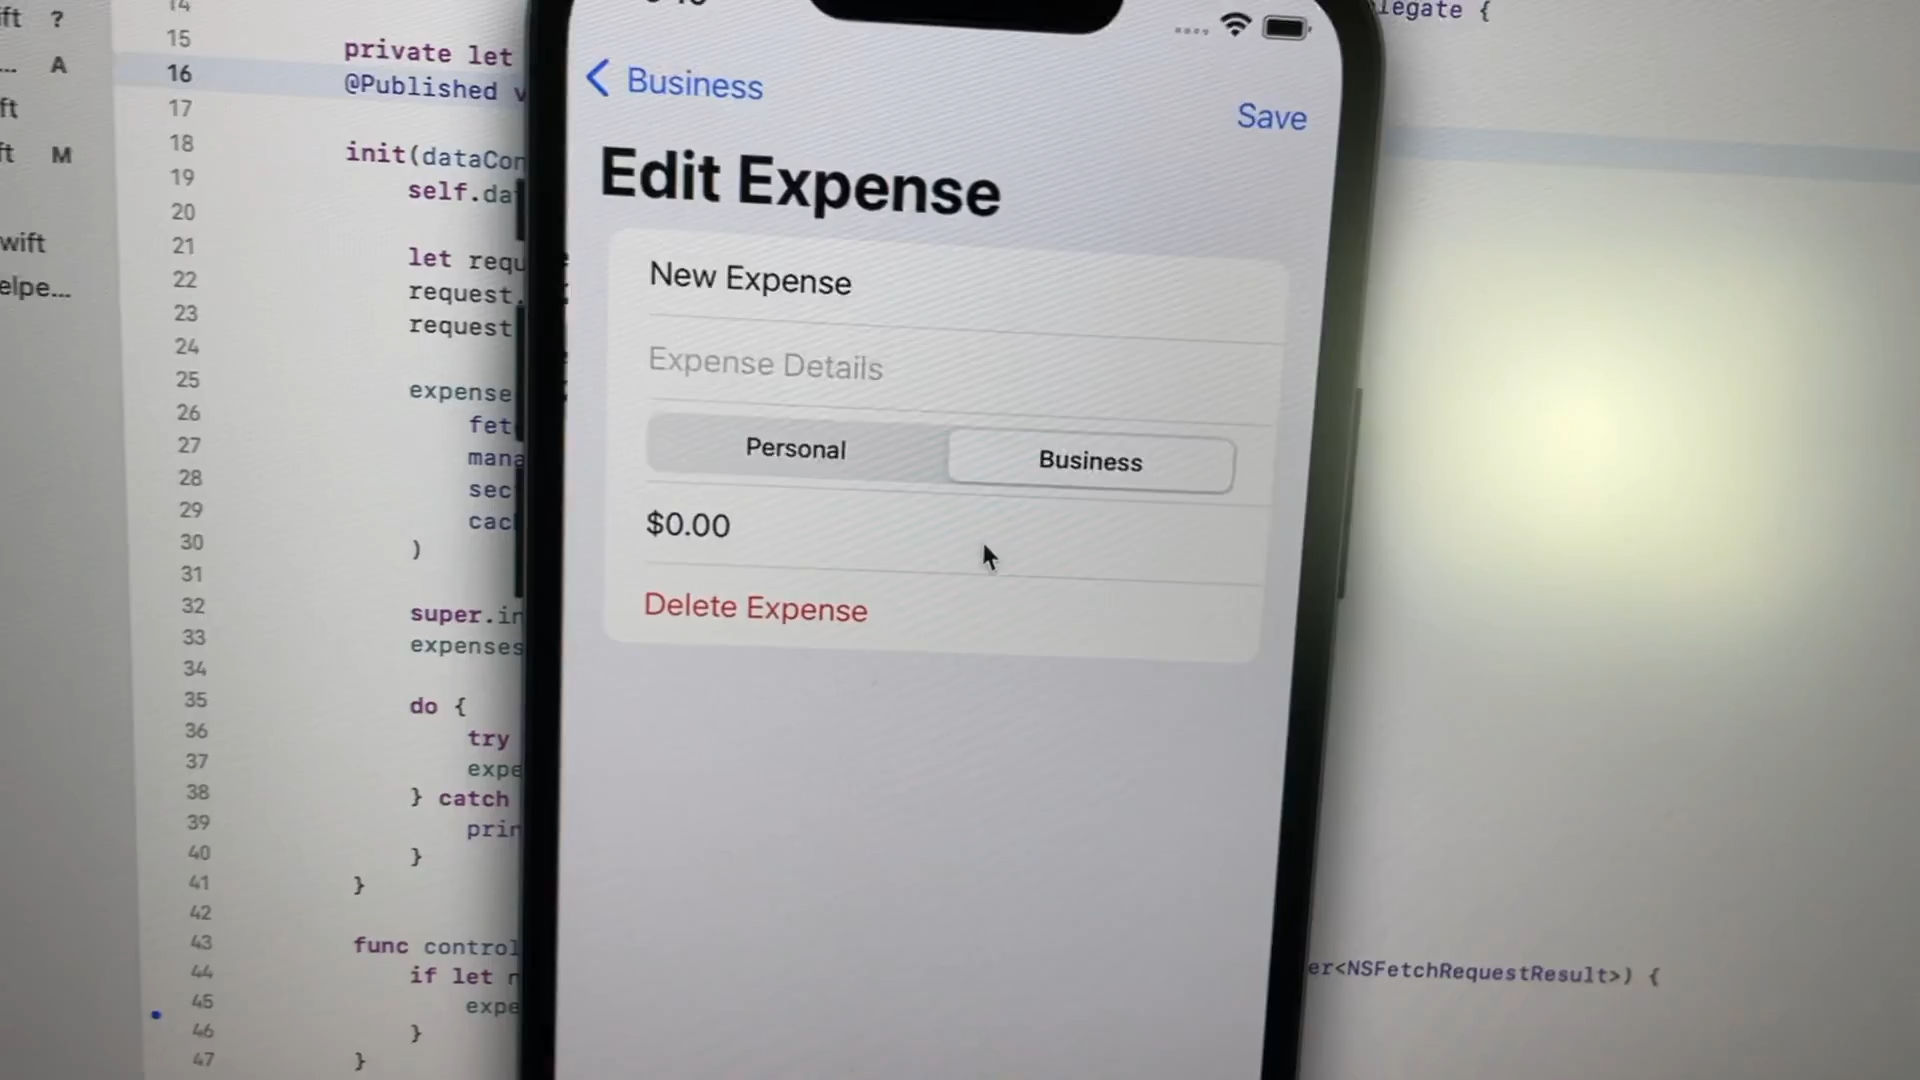 ift ?
... A
ft
ft M
wift
elpe...
14
15 private let
16 @Published v
17
18 init(dataCon
19 self.da
20
21 let requ
22 request.
23 request
24
25 expense
26 fet
27 mana
28 sec
29 cac
30 )
31
32 super.in
33 expenses
34
35 do {
36 try
37 expe
38 } catch
39 prin
40 }
41 }
42
43 func control
44 if let n
45 expe
46 }
47 }
Business
Save
Edit Expense
New Expense
Expense Details
Personal Business
$0.00
Delete Expense
legate {
er<NSFetchRequestResult>) {